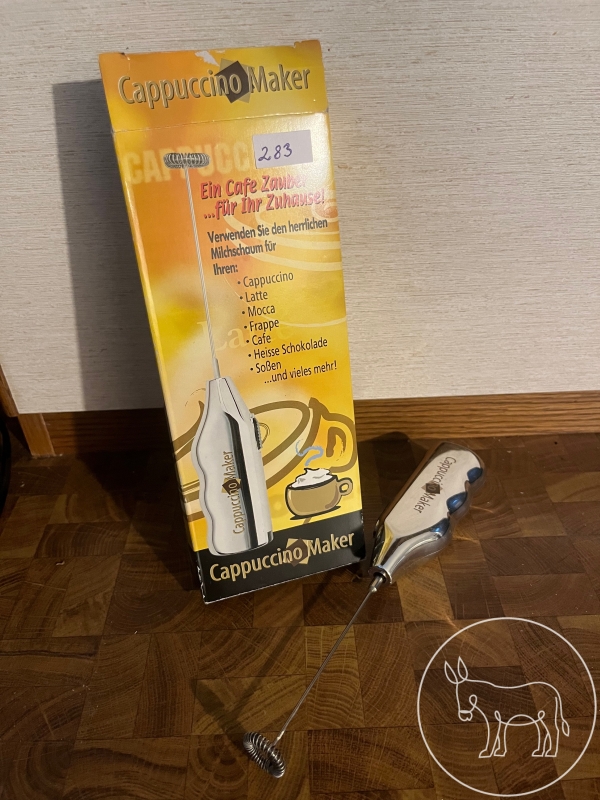 Cappuccino Maker
CAPPUCC
283
Ein Cafe Zaube
...für Ihr Zuhause!
Verwenden Sie den herrlichen
Milchschaum für
Ihren:
• Cappuccino
• Latte
• Mocca
• Frappe
• Cafe
• Heisse Schokolade
• Soßen
...und vieles mehr!
Cappuccino Maker
Cappuccino Maker
Cappuccino Maker